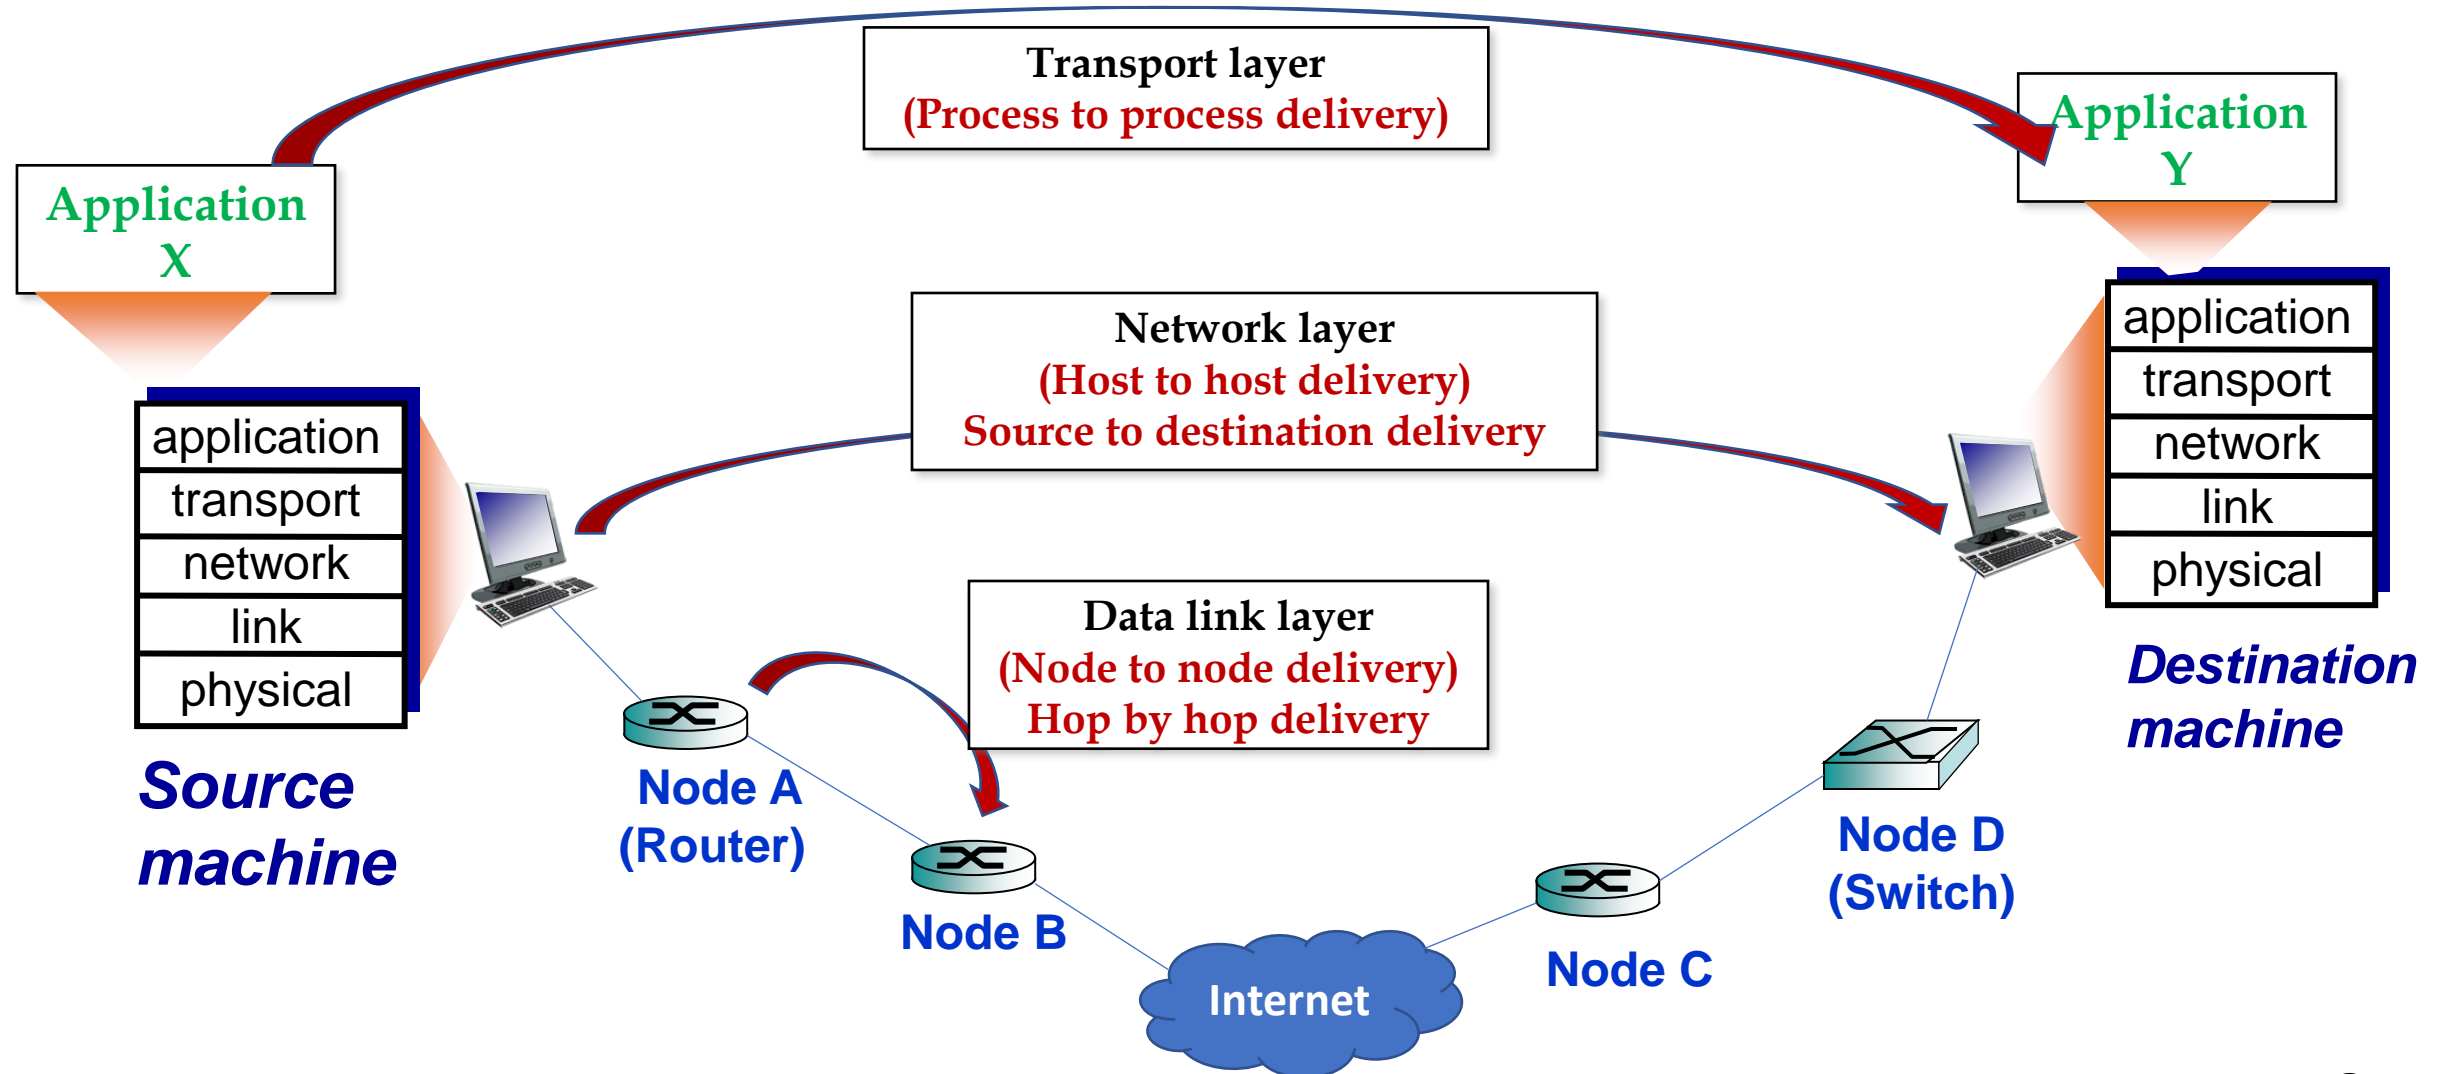 Transport layer
(Process to process delivery)
Application
Y
Application
X
Network layer
(Host to host delivery)
Source to destination delivery
application
transport
network
link
physical
application
transport
network
link
physical
Data link layer
(Node to node delivery)
Hop by hop delivery
Destination
machine
Source
machine
Node A
(Router)
Node B
Node D
(Switch)
Node C
Internet